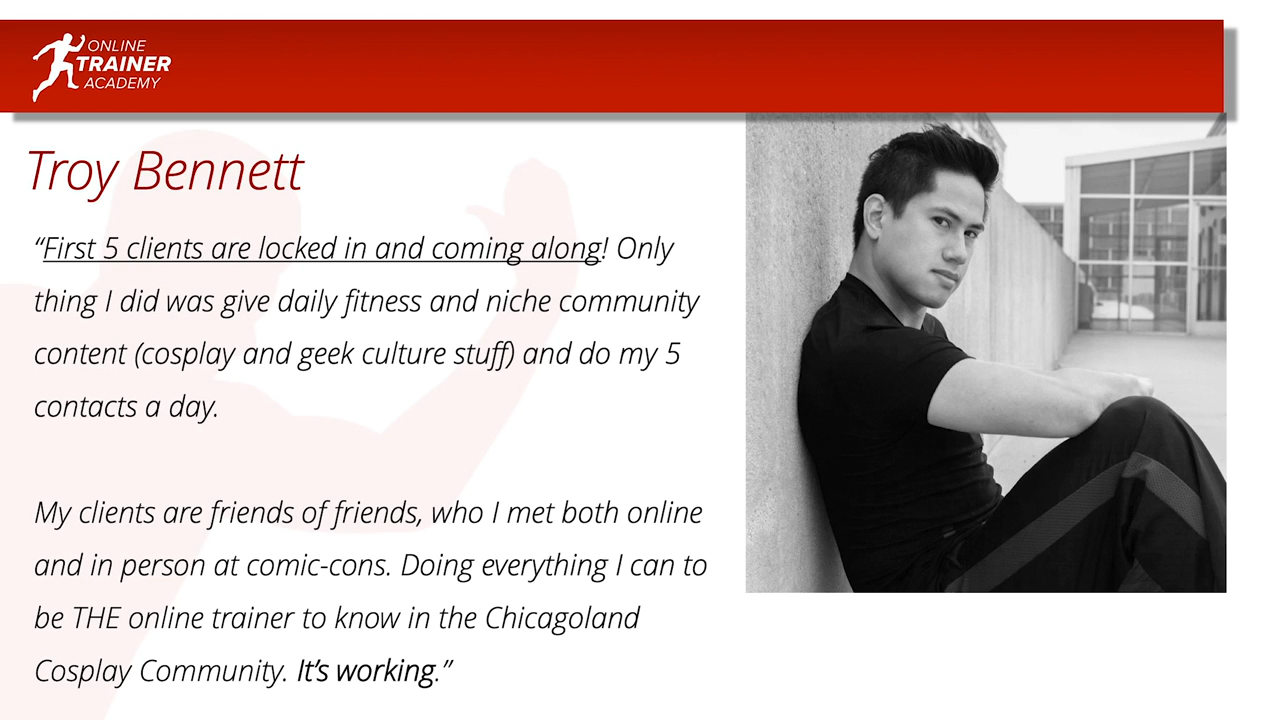 ONLINE
TRAINER
ACADEMY
Troy Bennett
“First 5 clients are locked in and coming along! Only
thing I did was give daily fitness and niche community
content (cosplay and geek culture stuff) and do my 5
contacts a day.
My clients are friends of friends, who I met both online
and in person at comic-cons. Doing everything I can to
be THE online trainer to know in the Chicagoland
Cosplay Community. It’s working.”